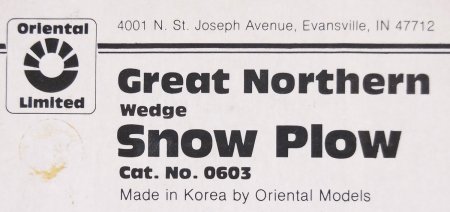 Oriental
Limited
4001 N. St. Joseph Avenue, Evansville, IN 47712
Great Northern
Wedge
Snow Plow
Cat. No. 0603
Made in Korea by Oriental Models